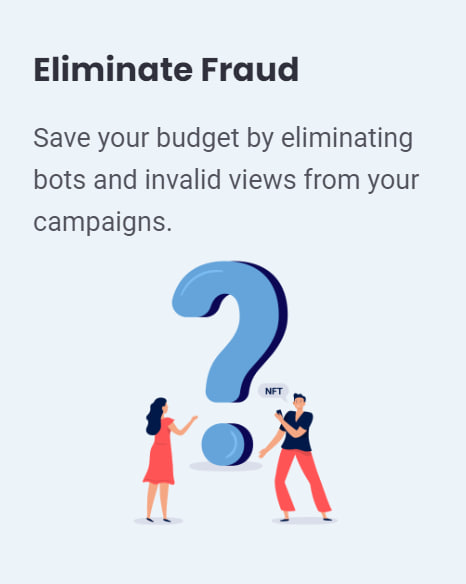 Eliminate Fraud
Save your budget by eliminating
bots and invalid views from your
campaigns.
NFT